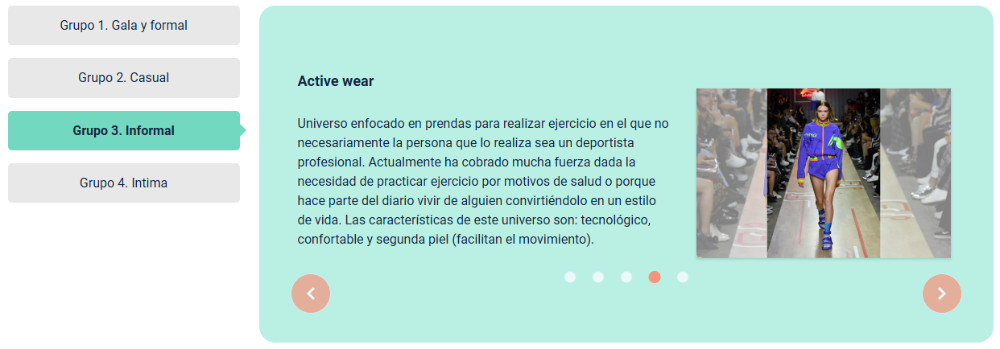 Grupo 1. Gala y formal
Grupo 2. Casual
Grupo 3. Informal
Grupo 4. Intima
Active wear
Universo enfocado en prendas para realizar ejercicio en el que no
necesariamente la persona que lo realiza sea un deportista
profesional. Actualmente ha cobrado mucha fuerza dada la
necesidad de practicar ejercicio por motivos de salud o porque
hace parte del diario vivir de alguien convirtiéndolo en un estilo
de vida. Las características de este universo son: tecnológico,
confortable y segunda piel (facilitan el movimiento).